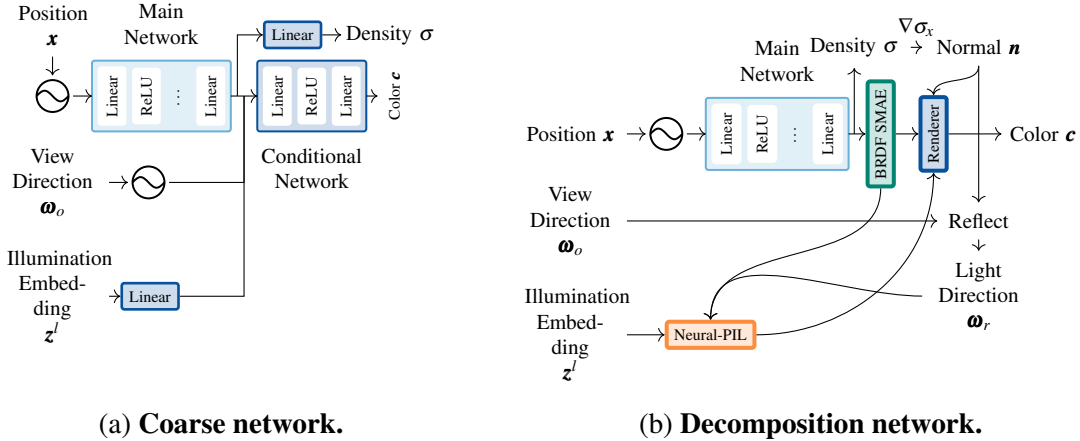 Position
x
Main
Network
Linear
ReLU
...
Linear
Linear
Density σ
Linear
ReLU
Linear
Color c
Conditional
Network
View
Direction
ω_o
Illumination
Embed-
ding
z^l
Linear
(a) Coarse network.
Position x
Main
Network
Linear
ReLU
...
Linear
Density σ
∇σ_x
Normal n
BRDF SMAE
Renderer
Color c
View
Direction
ω_o
Reflect
Light
Direction
ω_r
Illumination
Embed-
ding
z^l
Neural-PIL
(b) Decomposition network.